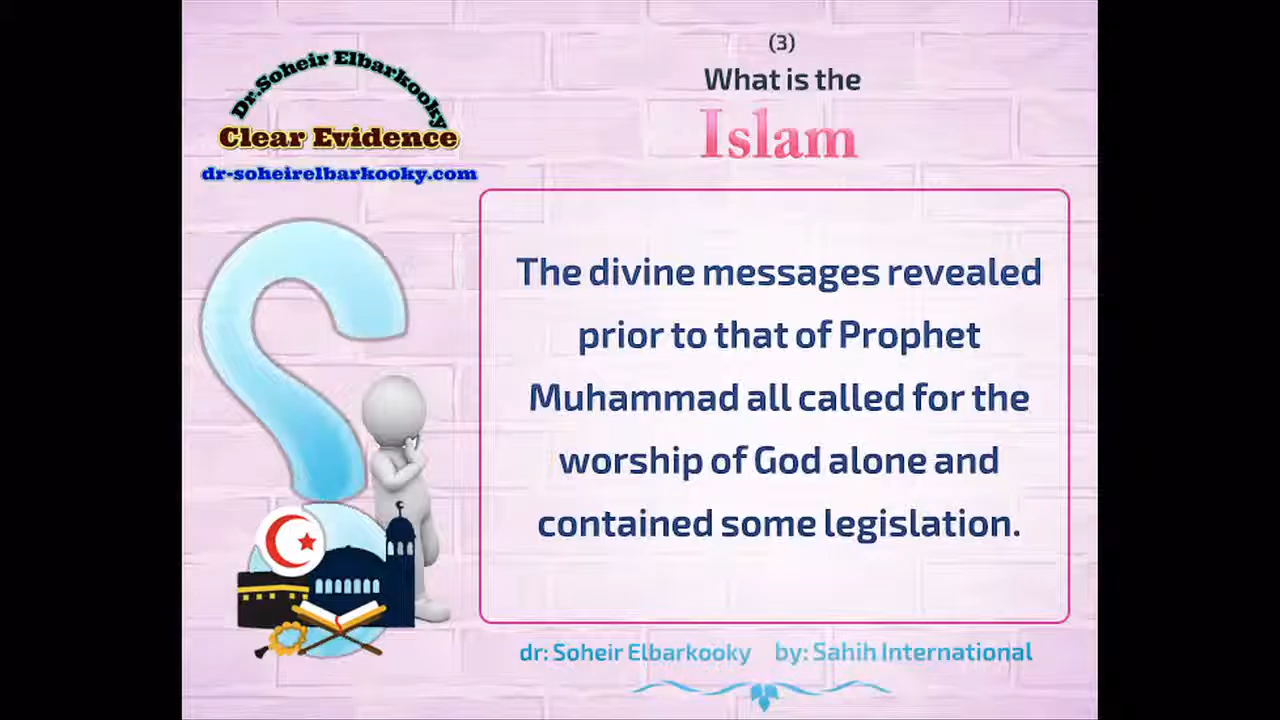 Dr.Soheir Elbarkooky
Clear Evidence
dr-soheirelbarkooky.com
(3)
What is the
Islam
The divine messages revealed
prior to that of Prophet
Muhammad all called for the
worship of God alone and
contained some legislation.
dr: Soheir Elbarkooky by: Sahih International